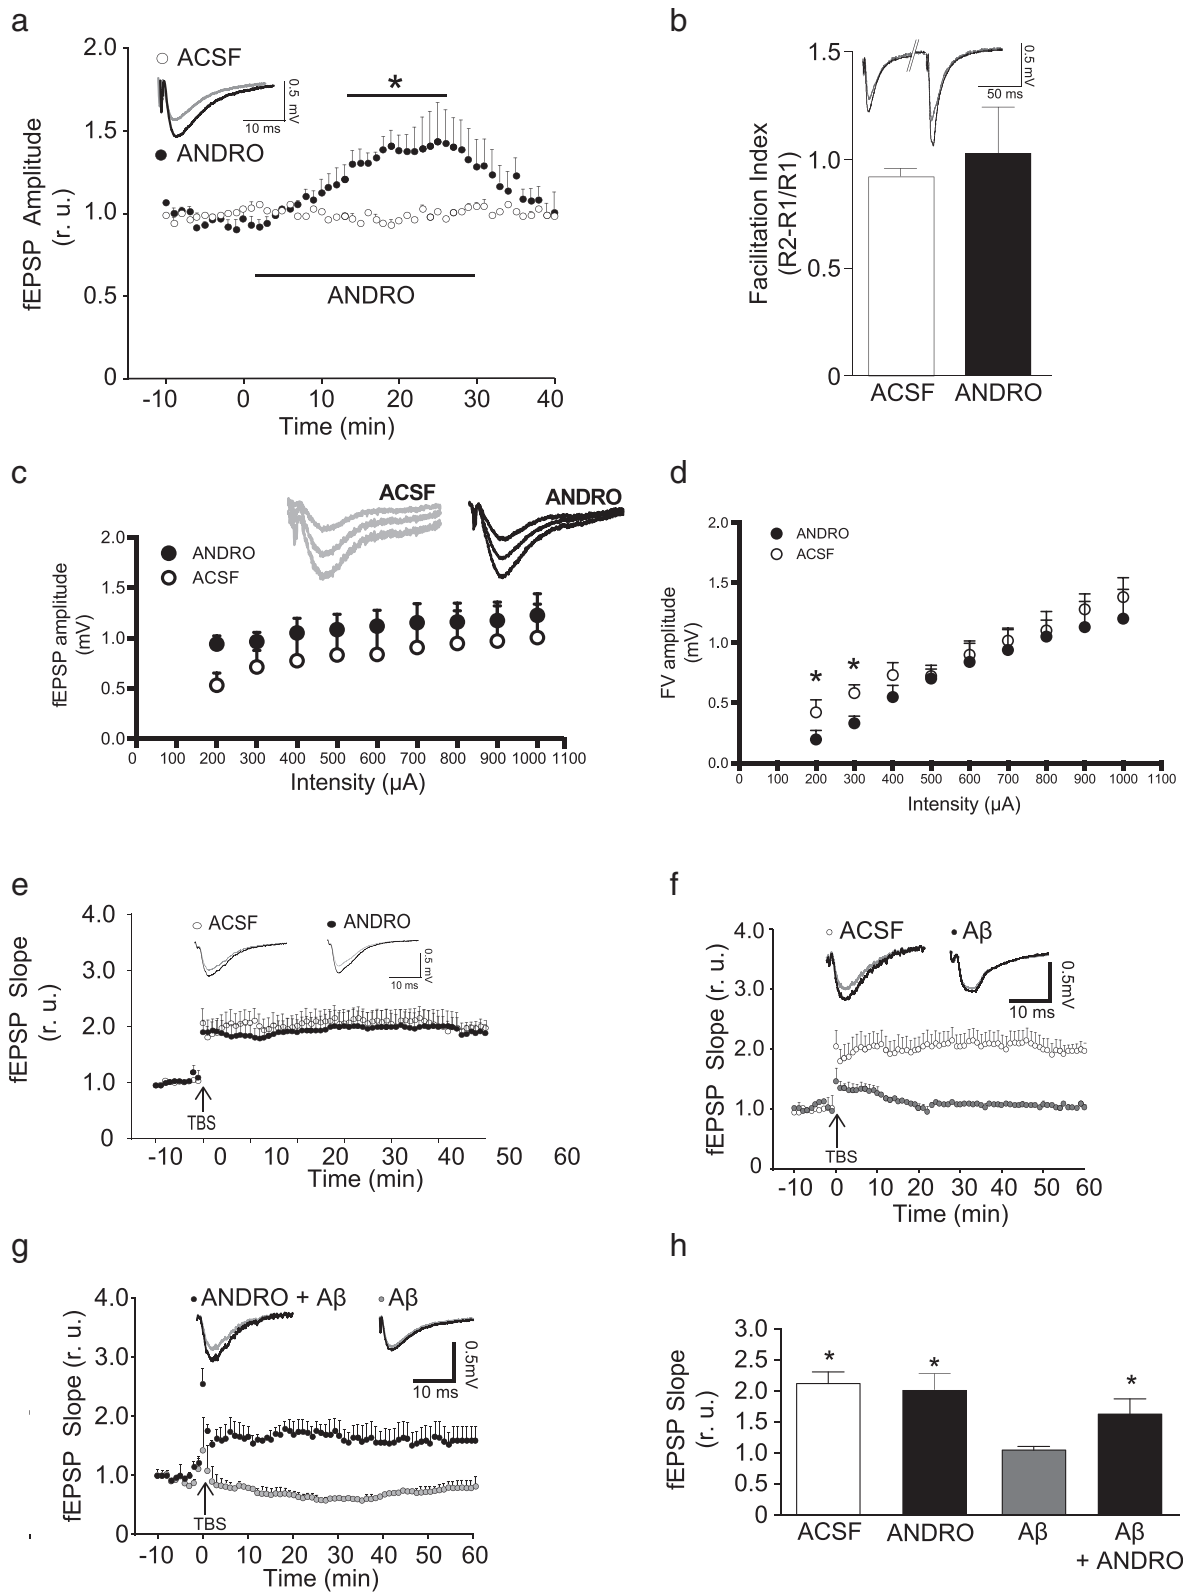 a
2.0
ACSF
0.5 mV
10 ms
1.5
ANDRO
*
1.0
0.5
ANDRO
0
-10 0 10 20 30 40
Time (min)
fEPSP Amplitude
(r. u.)
b
1.5
0.5 mV
50 ms
1.0
0.5
0
ACSF ANDRO
Facilitation Index
(R2-R1/R1)
c
ACSF ANDRO
2.0
ANDRO
ACSF
1.5
1.0
0.5
0.0
0 100 200 300 400 500 600 700 800 900 1000 1100
Intensity (µA)
fEPSP amplitude
(mV)
d
2.0
ANDRO
ACSF
1.5
1.0
* *
0.5
0.0
0 100 200 300 400 500 600 700 800 900 1000 1100
Intensity (µA)
FV amplitude
(mV)
e
4.0
ACSF ANDRO
0.5 mV
10 ms
3.0
2.0
1.0
TBS
0
-10 0 10 20 30 40 50 60
Time (min)
fEPSP Slope
(r. u.)
f
4.0
ACSF Aβ
0.5mV
10 ms
3.0
2.0
1.0
TBS
0
-10 0 10 20 30 40 50 60
Time (min)
fEPSP Slope (r. u.)
g
4.0
ANDRO + Aβ Aβ
0.5mV
10 ms
3.0
2.0
1.0
TBS
0
-10 0 10 20 30 40 50 60
Time (min)
fEPSP Slope (r. u.)
h
3.0
2.5
2.0
1.5
1.0
0.5
0
* * *
ACSF ANDRO Aβ Aβ
+ ANDRO
fEPSP Slope
(r. u.)